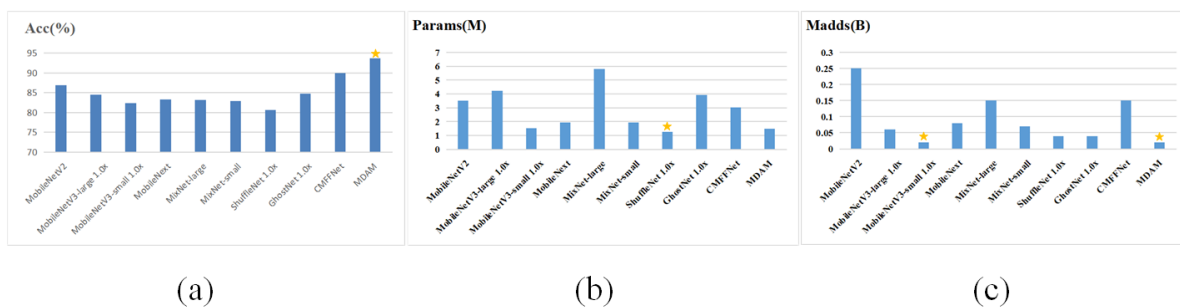 Acc(%)
95
90
85
80
75
70
MobileNetV2
MobileNetV3-large 1.0x
MobileNetV3-small 1.0x
MobileNext
MixNet-large
MixNet-small
ShuffleNet 1.0x
GhostNet 1.0x
CMFFNet
MDAM
(a)
Params(M)
7
6
5
4
3
2
1
0
MobileNetV2
MobileNetV3-large 1.0x
MobileNetV3-small 1.0x
MobileNext
MixNet-large
MixNet-small
ShuffleNet 1.0x
GhostNet 1.0x
CMFFNet
MDAM
(b)
Madds(B)
0.3
0.25
0.2
0.15
0.1
0.05
0
MobileNetV2
MobileNetV3-large 1.0x
MobileNetV3-small 1.0x
MobileNext
MixNet-large
MixNet-small
ShuffleNet 1.0x
GhostNet 1.0x
CMFFNet
MDAM
(c)